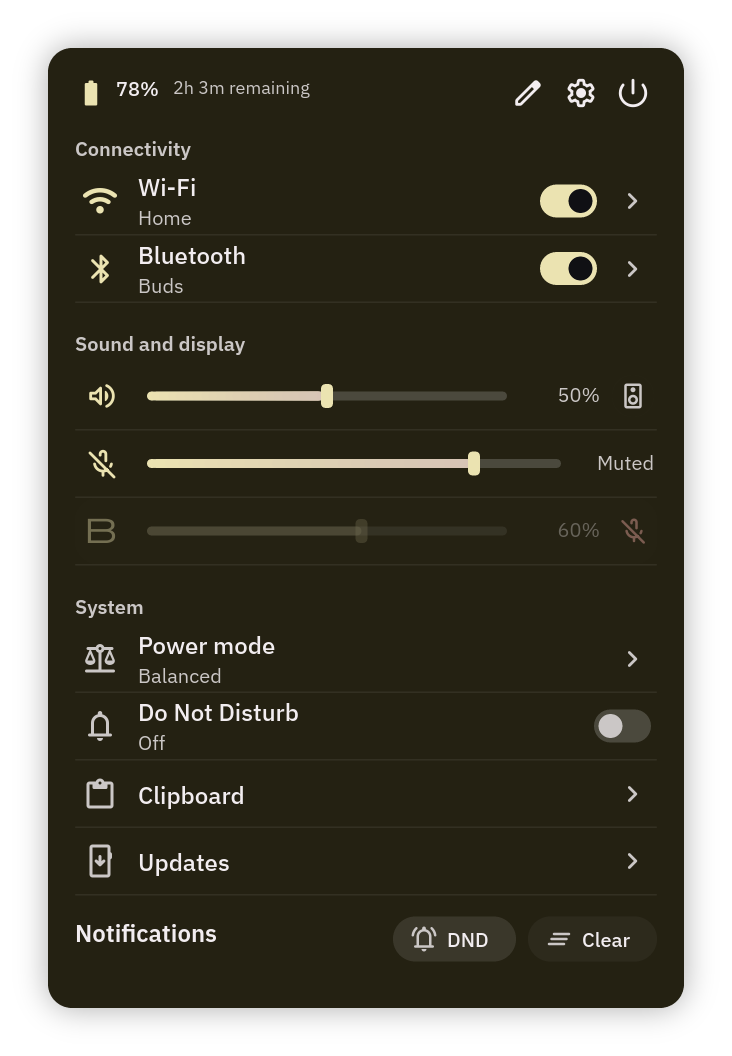 78% 2h 3m remaining
Connectivity
Wi-Fi
Home
Bluetooth
Buds
Sound and display
50%
Muted
60%
System
Power mode
Balanced
Do Not Disturb
Off
Clipboard
Updates
Notifications DND Clear